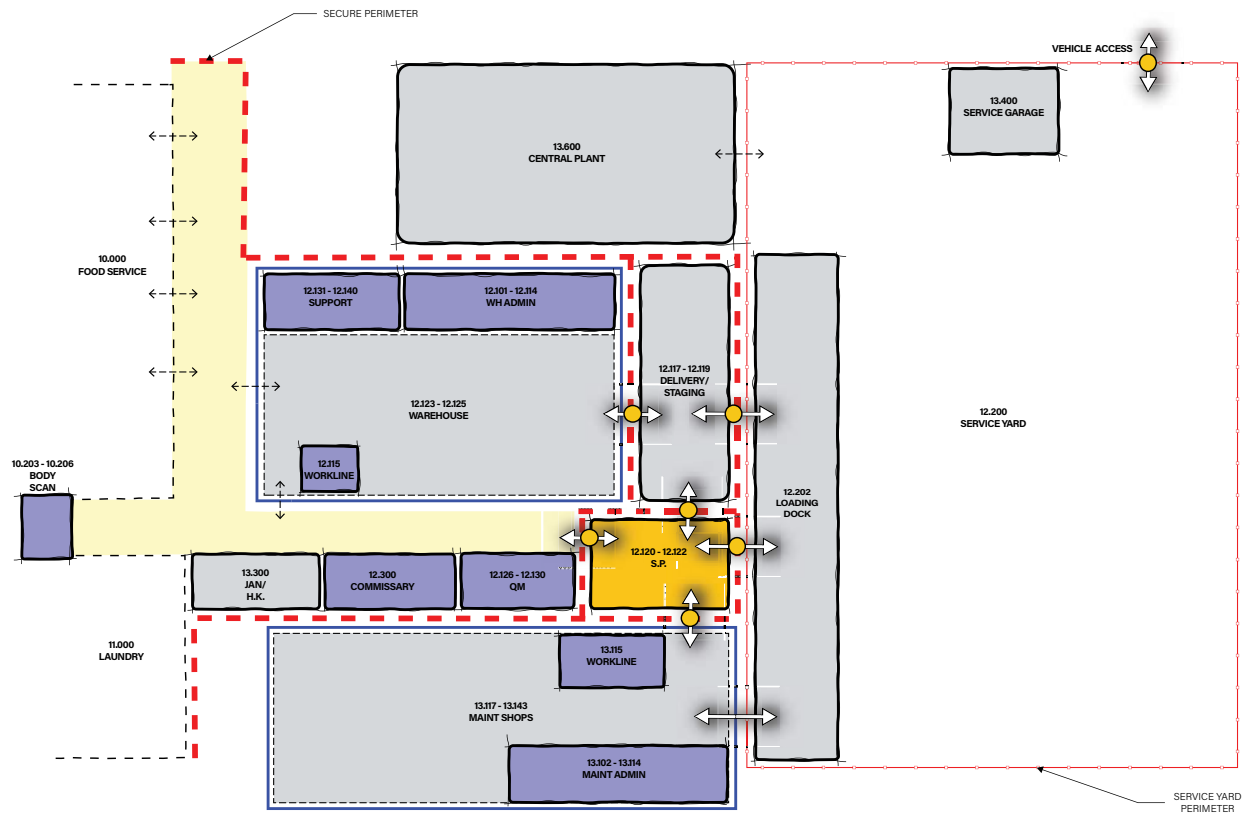 SECURE PERIMETER
VEHICLE ACCESS
13.400
SERVICE GARAGE
13.600
CENTRAL PLANT
10.000
FOOD SERVICE
12.131 - 12.140
SUPPORT
12.101 - 12.114
WH ADMIN
12.117 - 12.119
DELIVERY/
STAGING
12.123 - 12.125
WAREHOUSE
12.200
SERVICE YARD
10.203 - 10.206
BODY
SCAN
12.115
WORKLINE
12.202
LOADING
DOCK
12.120 - 12.122
S.P.
13.300
JAN/
H.K.
12.300
COMMISSARY
12.126 - 12.130
QM
11.000
LAUNDRY
13.115
WORKLINE
13.117 - 13.143
MAINT SHOPS
13.102 - 13.114
MAINT ADMIN
SERVICE YARD
PERIMETER